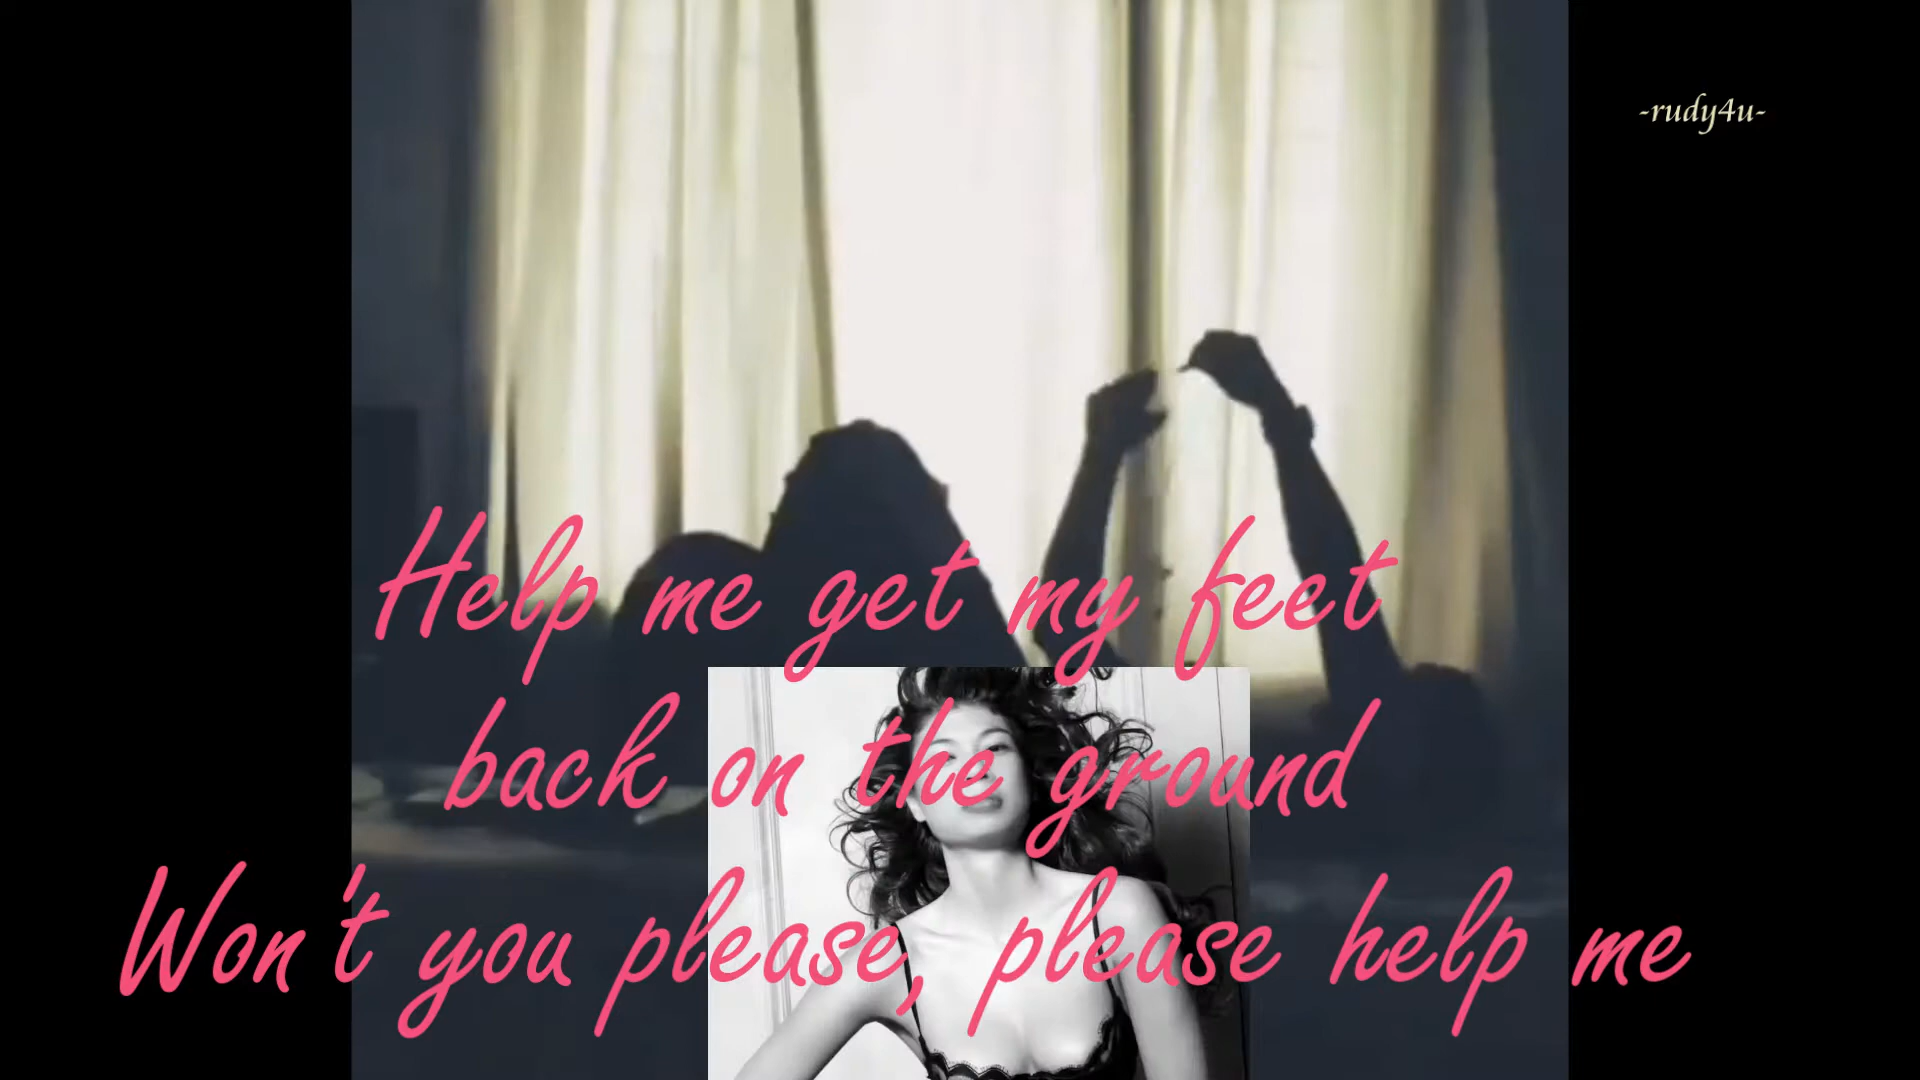 -rudy4u-
Help me get my feet
back on the ground
Won't you please, please help me